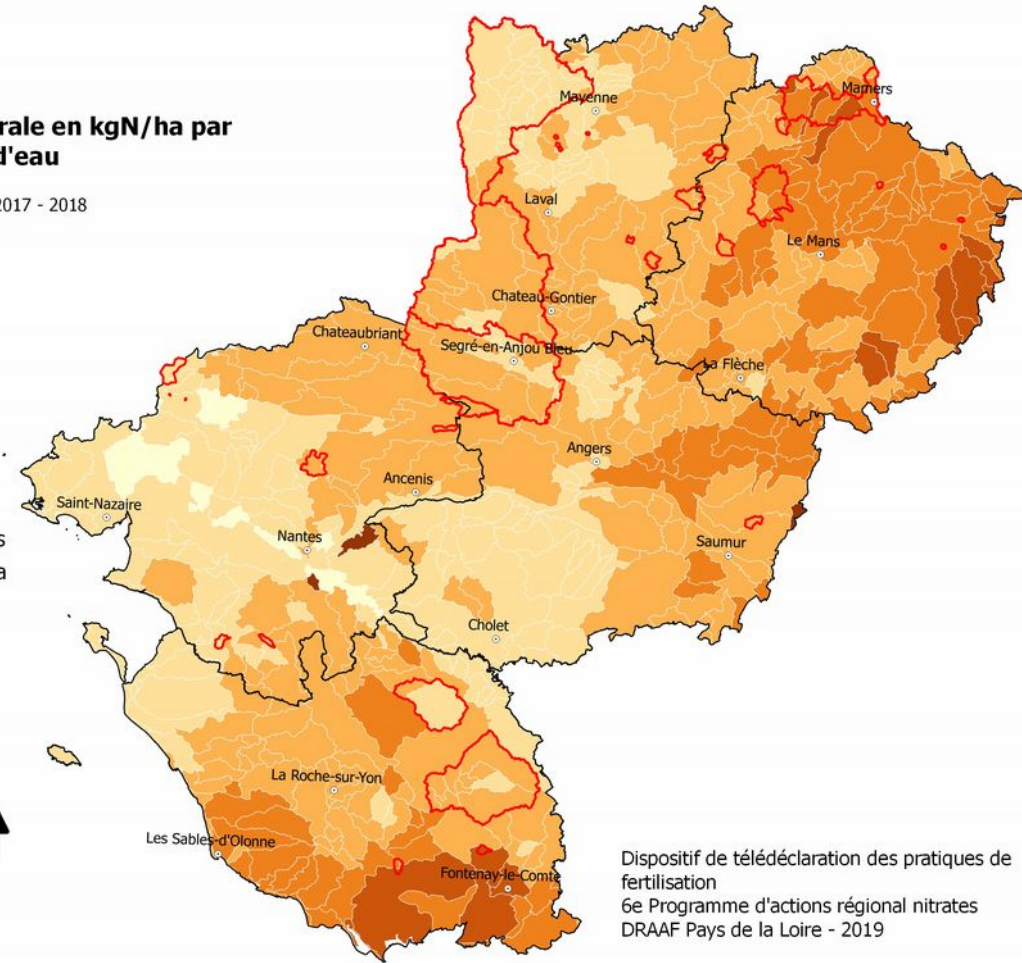 rale en kgN/ha par
d'eau
2017 - 2018
Mayenne
Mamers
Laval
Le Mans
Chateau-Gontier
Chateaubriant
Segré-en-Anjou Bleu
La Flèche
Angers
Ancenis
Saint-Nazaire
Nantes
Saumur
s
a
Cholet
La Roche-sur-Yon
Les Sables-d'Olonne
Fontenay-le-Comte
Dispositif de télédéclaration des pratiques de
fertilisation
6e Programme d'actions régional nitrates
DRAAF Pays de la Loire - 2019